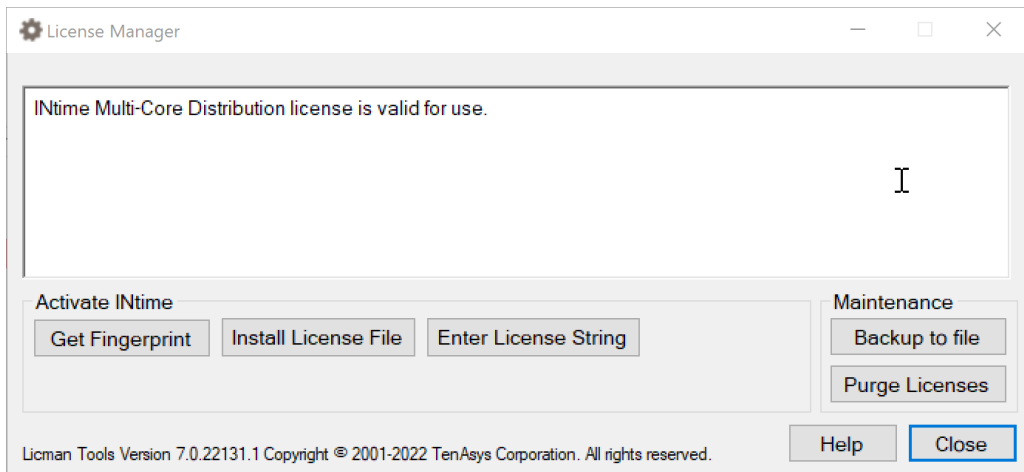 License Manager
INtime Multi-Core Distribution license is valid for use.
Activate INtime
Get Fingerprint
Install License File
Enter License String
Maintenance
Backup to file
Purge Licenses
Help
Close
Licman Tools Version 7.0.22131.1 Copyright © 2001-2022 TenAsys Corporation. All rights reserved.